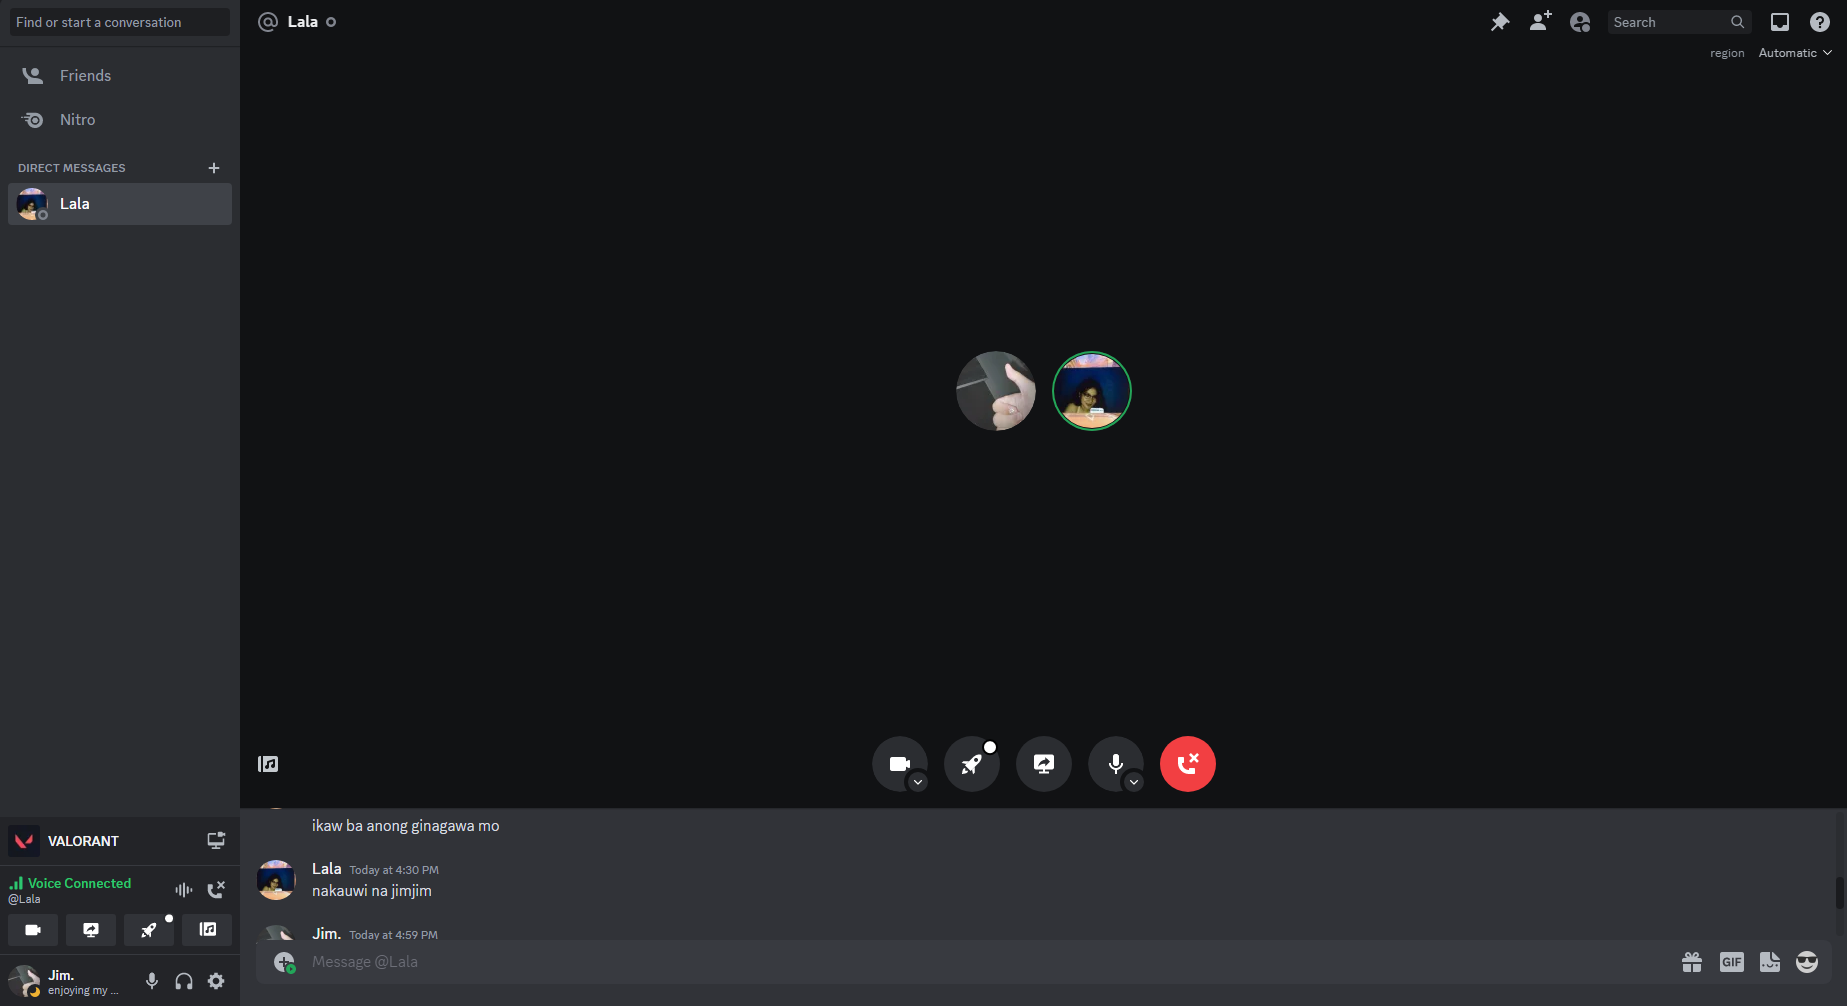 Find or start a conversation
Friends
Nitro
DIRECT MESSAGES
Lala
VALORANT
Voice Connected
@Lala
Jim.
enjoying my ...
Lala
Search
region Automatic
ikaw ba anong ginagawa mo
Lala Today at 4:30 PM
nakauwi na jimjim
Jim. Today at 4:59 PM
Message @Lala
GIF